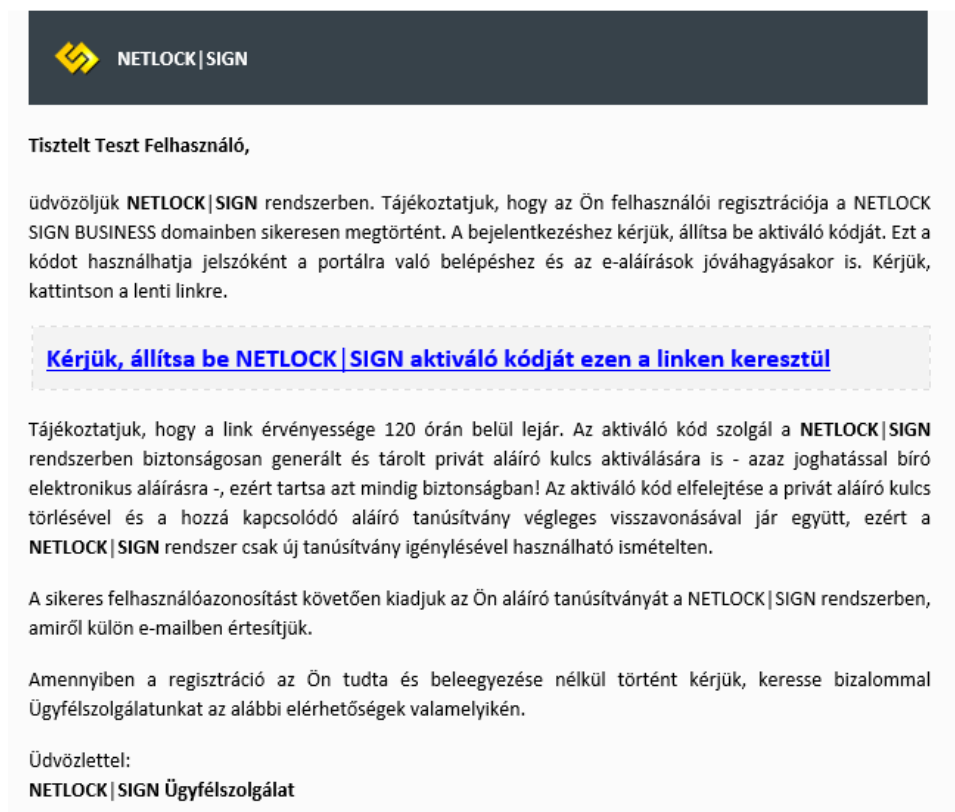 NETLOCK|SIGN
Tisztelt Teszt Felhasználó,
üdvözöljük NETLOCK|SIGN rendszerben. Tájékoztatjuk, hogy az Ön felhasználói regisztrációja a NETLOCK
SIGN BUSINESS domainben sikeresen megtörtént. A bejelentkezéshez kérjük, állítsa be aktiváló kódját. Ezt a
kódot használhatja jelszóként a portálra való belépéshez és az e-aláírások jóváhagyásakor is. Kérjük,
kattintson a lenti linkre.
Kérjük, állítsa be NETLOCK|SIGN aktiváló kódját ezen a linken keresztül
Tájékoztatjuk, hogy a link érvényessége 120 órán belül lejár. Az aktiváló kód szolgál a NETLOCK|SIGN
rendszerben biztonságosan generált és tárolt privát aláíró kulcs aktiválására is - azaz joghatással bíró
elektronikus aláírásra -, ezért tartsa azt mindig biztonságban! Az aktiváló kód elfelejtése a privát aláíró kulcs
törlésével és a hozzá kapcsolódó aláíró tanúsítvány végleges visszavonásával jár együtt, ezért a
NETLOCK|SIGN rendszer csak új tanúsítvány igénylésével használható ismételten.
A sikeres felhasználóazonosítást követően kiadjuk az Ön aláíró tanúsítványát a NETLOCK|SIGN rendszerben,
amiről külön e-mailben értesítjük.
Amennyiben a regisztráció az Ön tudta és beleegyezése nélkül történt kérjük, keresse bizalommal
Ügyfélszolgálatunkat az alábbi elérhetőségek valamelyikén.
Üdvözlettel:
NETLOCK|SIGN Ügyfélszolgálat